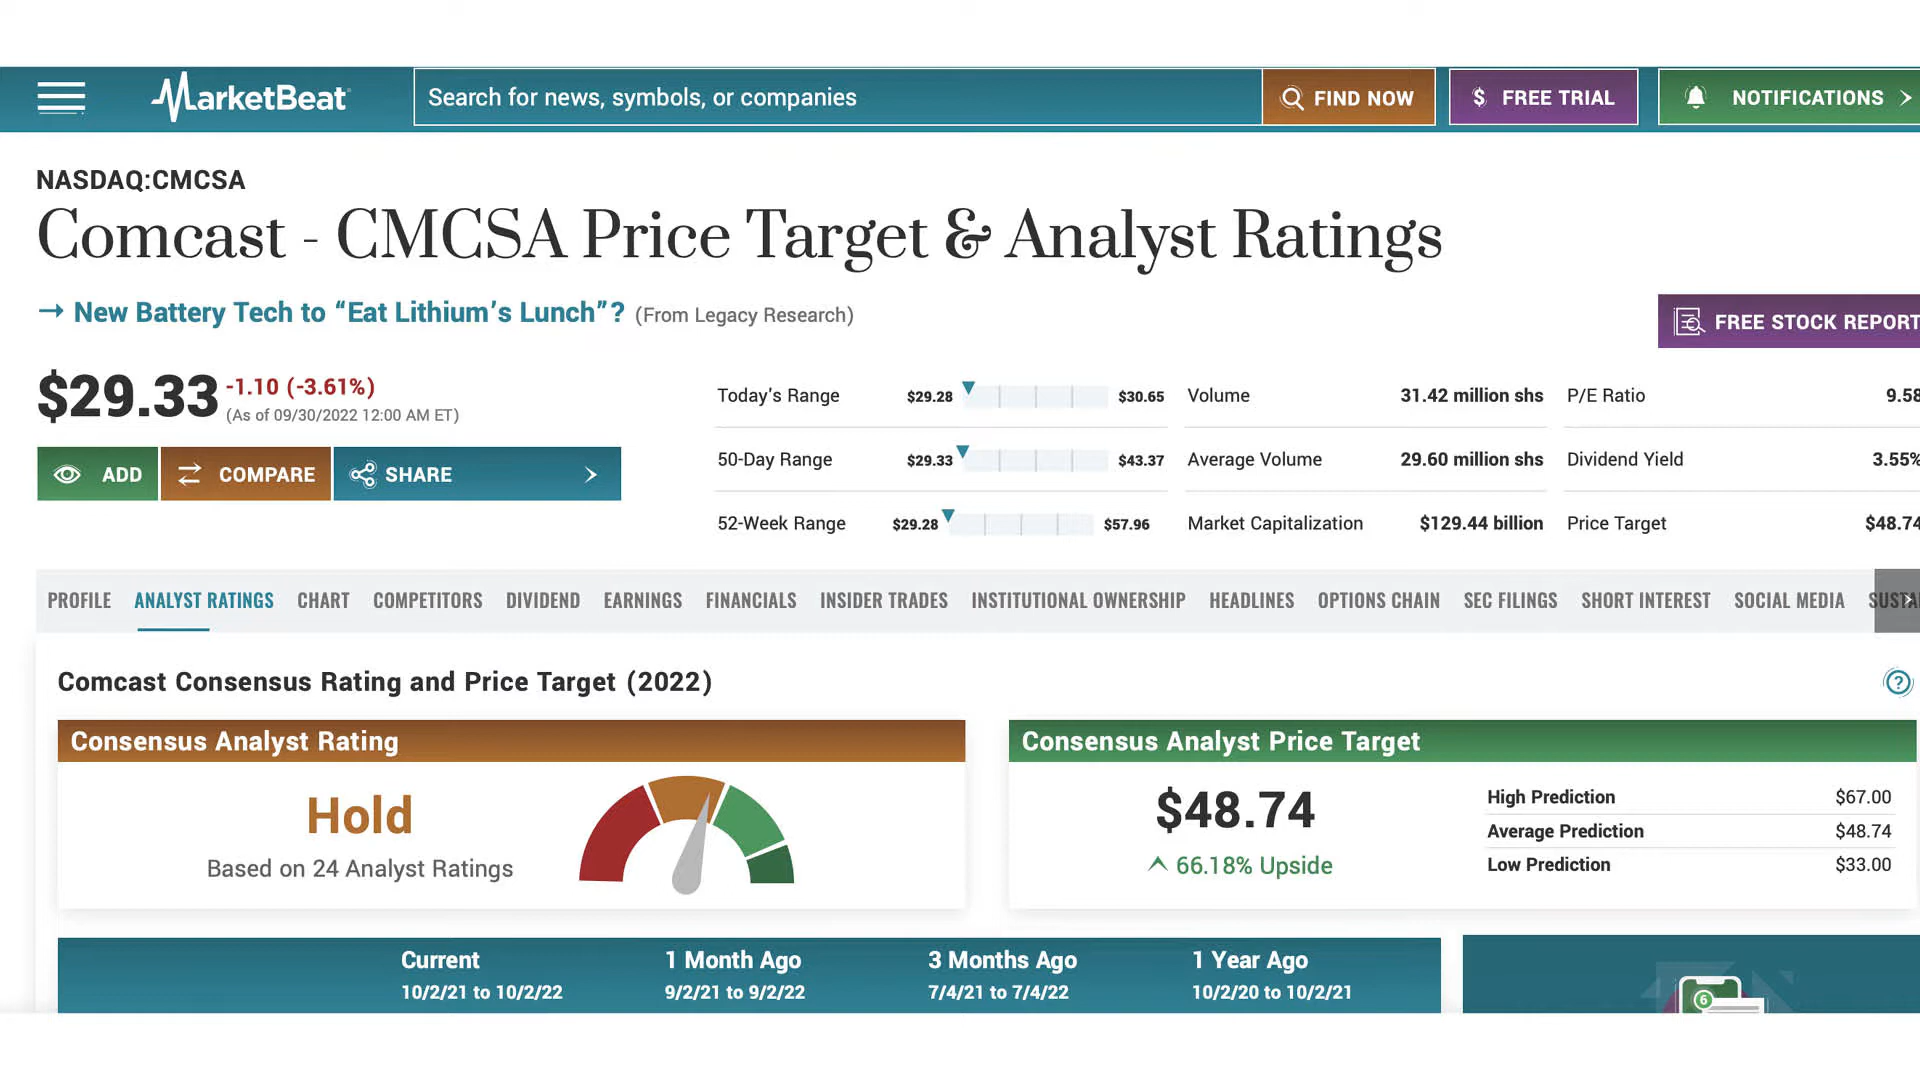 MarketBeat
Search for news, symbols, or companies
FIND NOW
$ FREE TRIAL
NOTIFICATIONS
NASDAQ:CMCSA
Comcast - CMCSA Price Target & Analyst Ratings
→ New Battery Tech to “Eat Lithium’s Lunch”? (From Legacy Research)
FREE STOCK REPORT
$29.33 -1.10 (-3.61%)
(As of 09/30/2022 12:00 AM ET)
ADD
COMPARE
SHARE
Today’s Range $29.28 $30.65
50-Day Range $29.33 $43.37
52-Week Range $29.28 $57.96
Volume 31.42 million shs
Average Volume 29.60 million shs
Market Capitalization $129.44 billion
P/E Ratio 9.58
Dividend Yield 3.55%
Price Target $48.74
PROFILE ANALYST RATINGS CHART COMPETITORS DIVIDEND EARNINGS FINANCIALS INSIDER TRADES INSTITUTIONAL OWNERSHIP HEADLINES OPTIONS CHAIN SEC FILINGS SHORT INTEREST SOCIAL MEDIA
Comcast Consensus Rating and Price Target (2022)
?
Consensus Analyst Rating
Hold
Based on 24 Analyst Ratings
Consensus Analyst Price Target
$48.74
66.18% Upside
High Prediction $67.00
Average Prediction $48.74
Low Prediction $33.00
Current 1 Month Ago 3 Months Ago 1 Year Ago
10/2/21 to 10/2/22 9/2/21 to 9/2/22 7/4/21 to 7/4/22 10/2/20 to 10/2/21
6